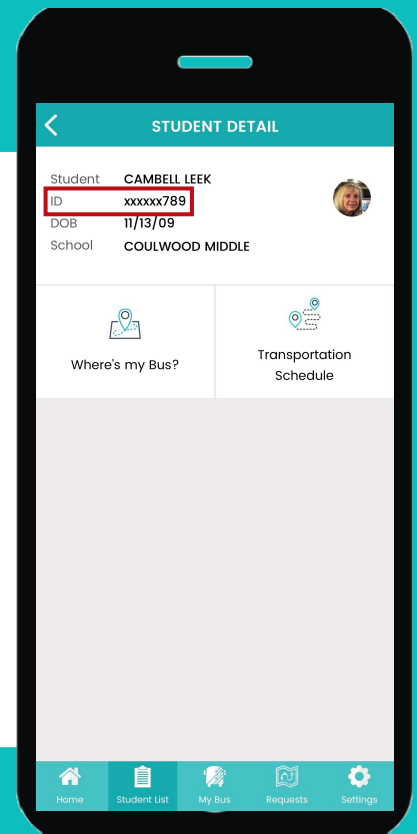 STUDENT DETAIL
Student CAMBELL LEEK
ID xxxxxx789
DOB 11/13/09
School COULWOOD MIDDLE
Where's my Bus?
Transportation
Schedule
Home Student List My Bus Requests Settings